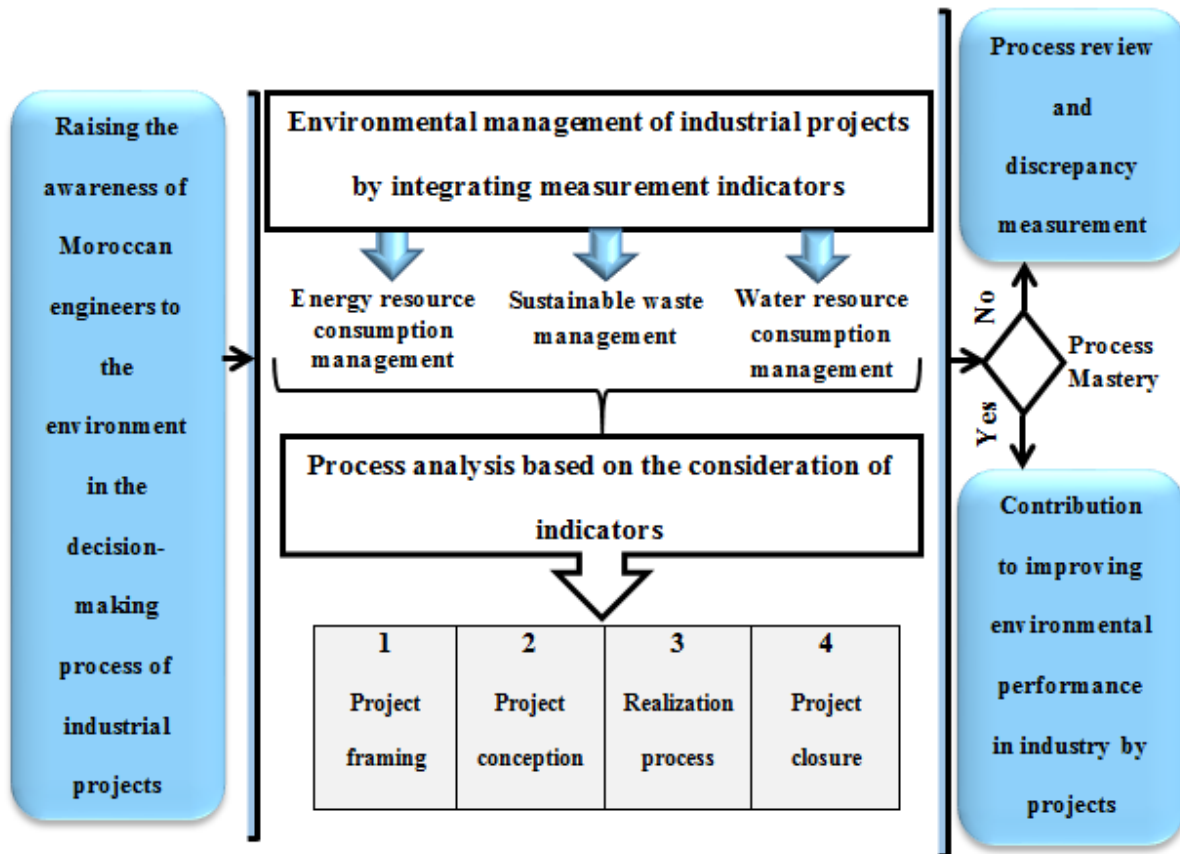 Raising the
awareness of
Moroccan
engineers to
the
environment
in the
decision-
making
process of
industrial
projects
Environmental management of industrial projects
by integrating measurement indicators
Energy resource
consumption
management
Sustainable waste
management
Water resource
consumption
management
Process analysis based on the consideration of
indicators
1
Project
framing
2
Project
conception
3
Realization
process
4
Project
closure
Process review
and
discrepancy
measurement
No
Process
Mastery
Yes
Contribution
to improving
environmental
performance
in industry by
projects